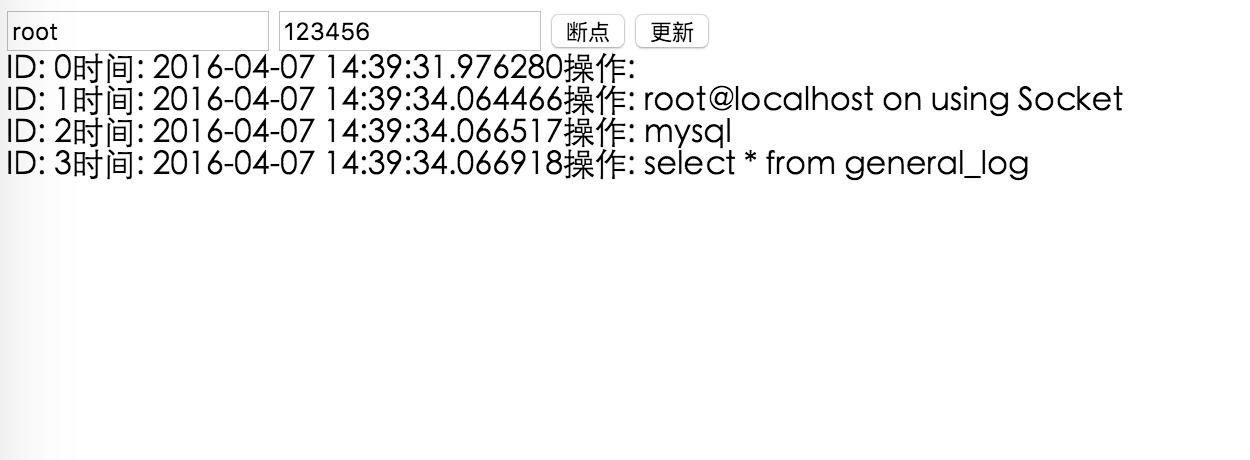 root 123456 断点 更新
ID: 0时间: 2016-04-07 14:39:31.976280操作:
ID: 1时间: 2016-04-07 14:39:34.064466操作: root@localhost on using Socket
ID: 2时间: 2016-04-07 14:39:34.066517操作: mysql
ID: 3时间: 2016-04-07 14:39:34.066918操作: select * from general_log